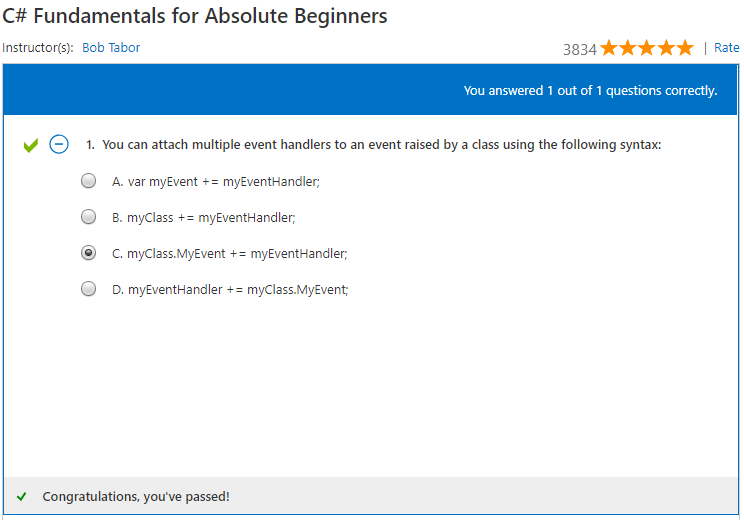 C# Fundamentals for Absolute Beginners
Instructor(s): Bob Tabor 3834 | Rate
You answered 1 out of 1 questions correctly.
1. You can attach multiple event handlers to an event raised by a class using the following syntax:
A. var myEvent += myEventHandler;
B. myClass += myEventHandler;
C. myClass.MyEvent += myEventHandler;
D. myEventHandler += myClass.MyEvent;
Congratulations, you've passed!